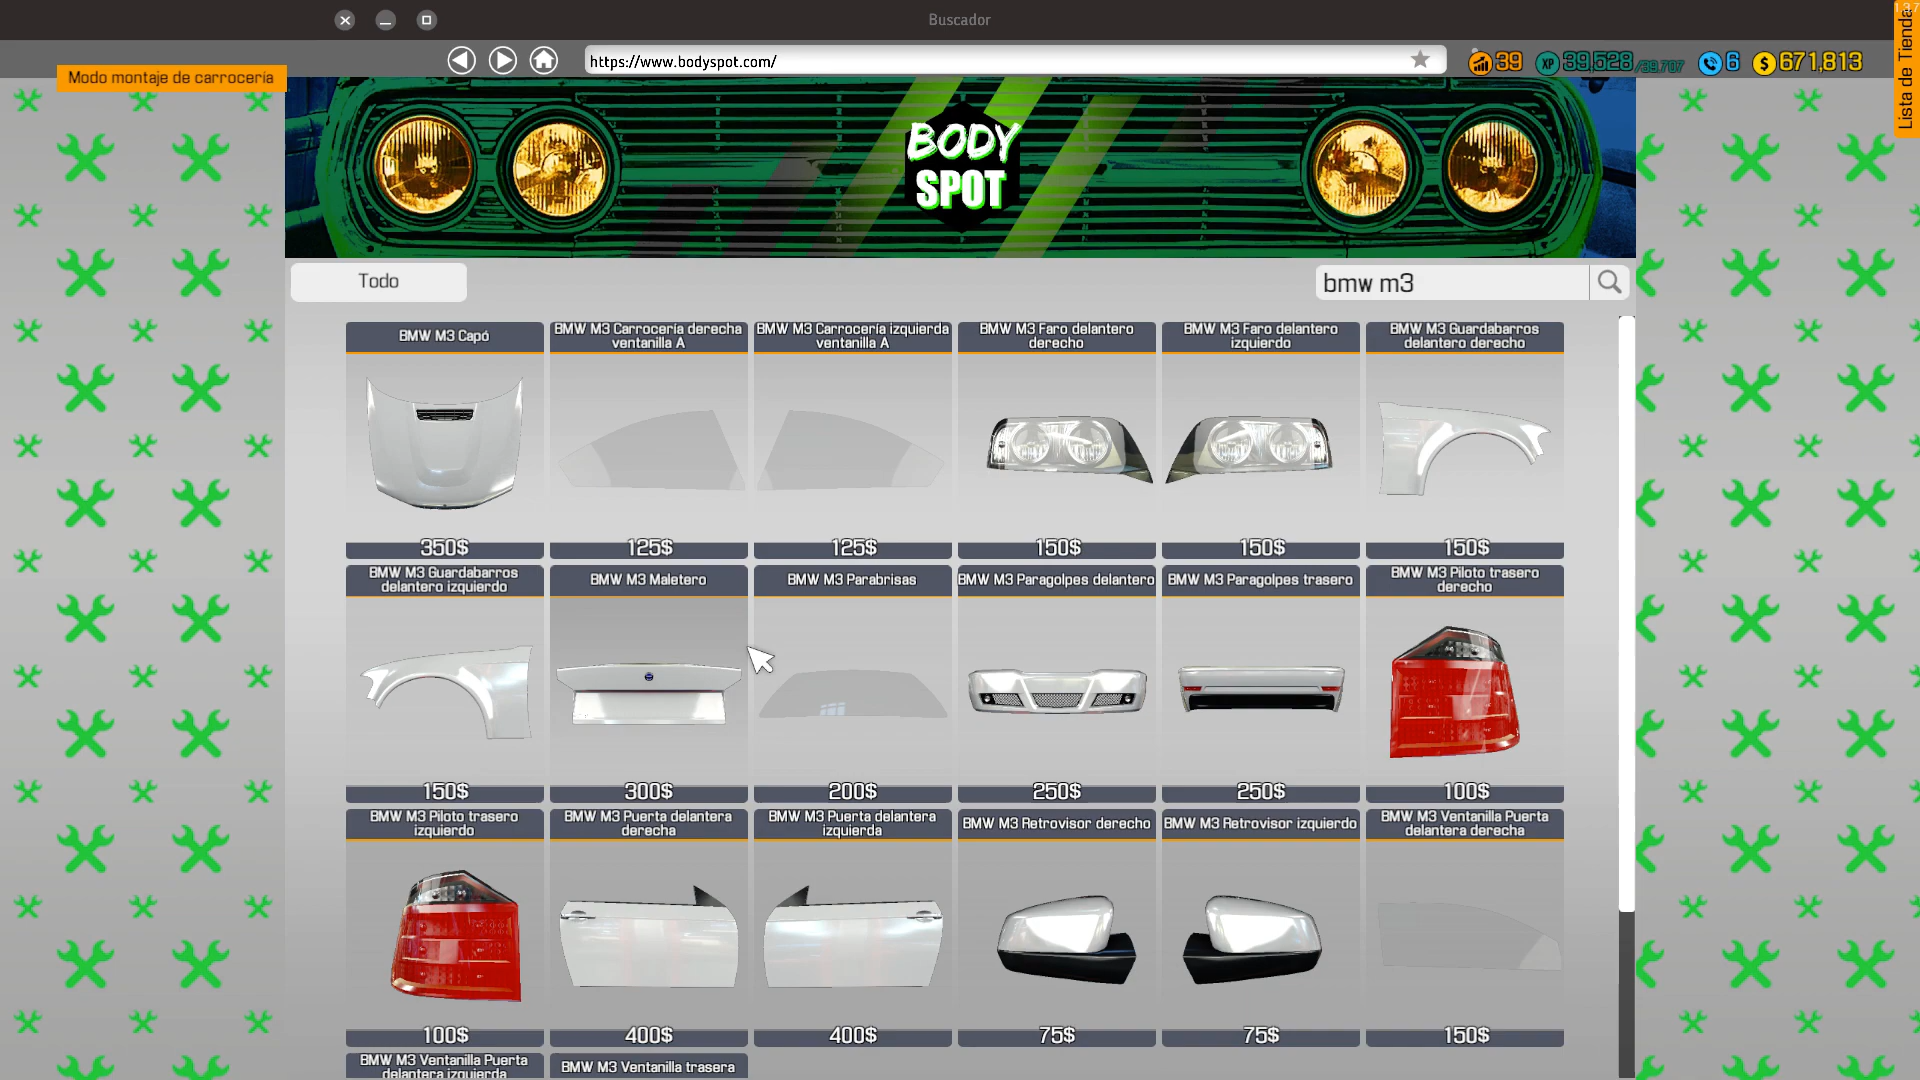 Buscador
1.3.7
https://www.bodyspot.com/
39
XP 39,528/39,707
6
$ 671,813
Modo montaje de carrocería
Lista de Tienda
BODY
SPOT
Todo
bmw m3
BMW M3 Capó
BMW M3 Carrocería derecha
ventanilla A
BMW M3 Carrocería izquierda
ventanilla A
BMW M3 Faro delantero
derecho
BMW M3 Faro delantero
izquierdo
BMW M3 Guardabarros
delantero derecho
350$
125$
125$
150$
150$
150$
BMW M3 Guardabarros
delantero izquierdo
BMW M3 Maletero
BMW M3 Parabrisas
BMW M3 Paragolpes delantero
BMW M3 Paragolpes trasero
BMW M3 Piloto trasero
derecho
150$
300$
200$
250$
250$
100$
BMW M3 Piloto trasero
izquierdo
BMW M3 Puerta delantera
derecha
BMW M3 Puerta delantera
izquierda
BMW M3 Retrovisor derecho
BMW M3 Retrovisor izquierdo
BMW M3 Ventanilla Puerta
delantera derecha
100$
400$
400$
75$
75$
150$
BMW M3 Ventanilla Puerta
delantera izquierda
BMW M3 Ventanilla trasera